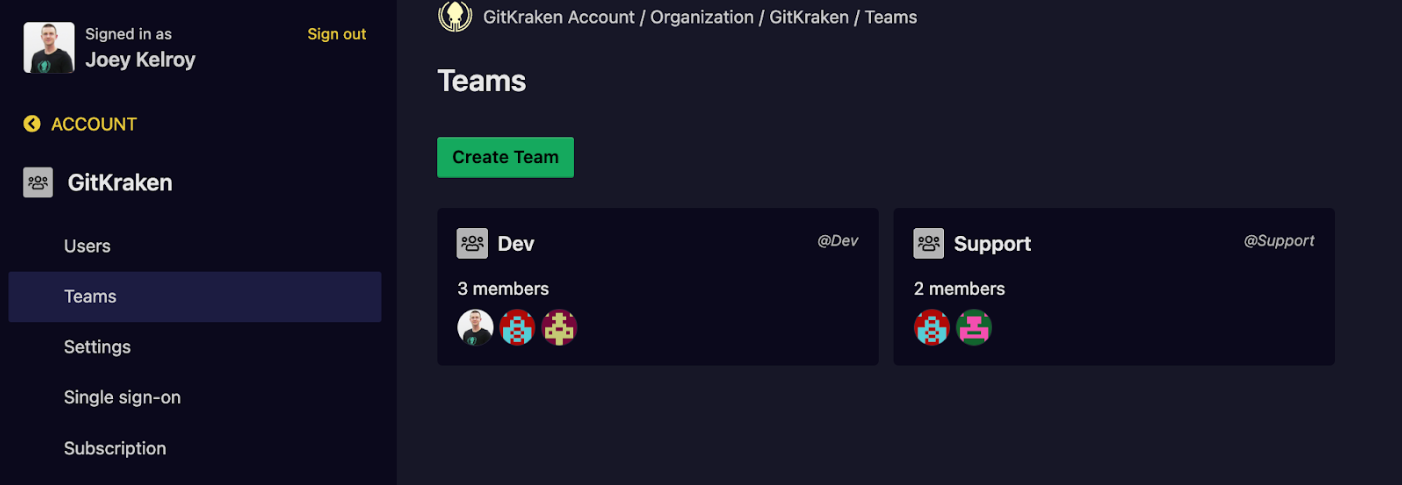 Signed in as
Sign out
Joey Kelroy
ACCOUNT
GitKraken
Users
Teams
Settings
Single sign-on
Subscription
GitKraken Account / Organization / GitKraken / Teams
Teams
Create Team
Dev
@Dev
3 members
Support
@Support
2 members